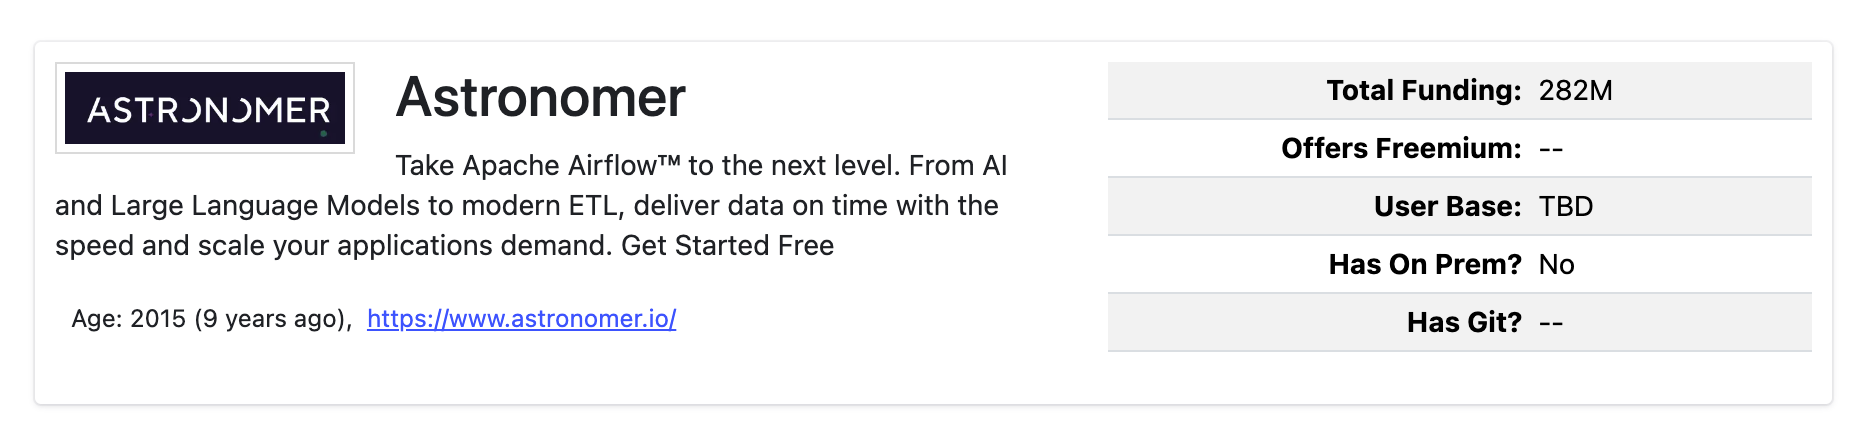 ASTRONOMER
Astronomer
Take Apache Airflow™ to the next level. From AI
and Large Language Models to modern ETL, deliver data on time with the
speed and scale your applications demand. Get Started Free
Age: 2015 (9 years ago), https://www.astronomer.io/
Total Funding: 282M
Offers Freemium: --
User Base: TBD
Has On Prem? No
Has Git? --